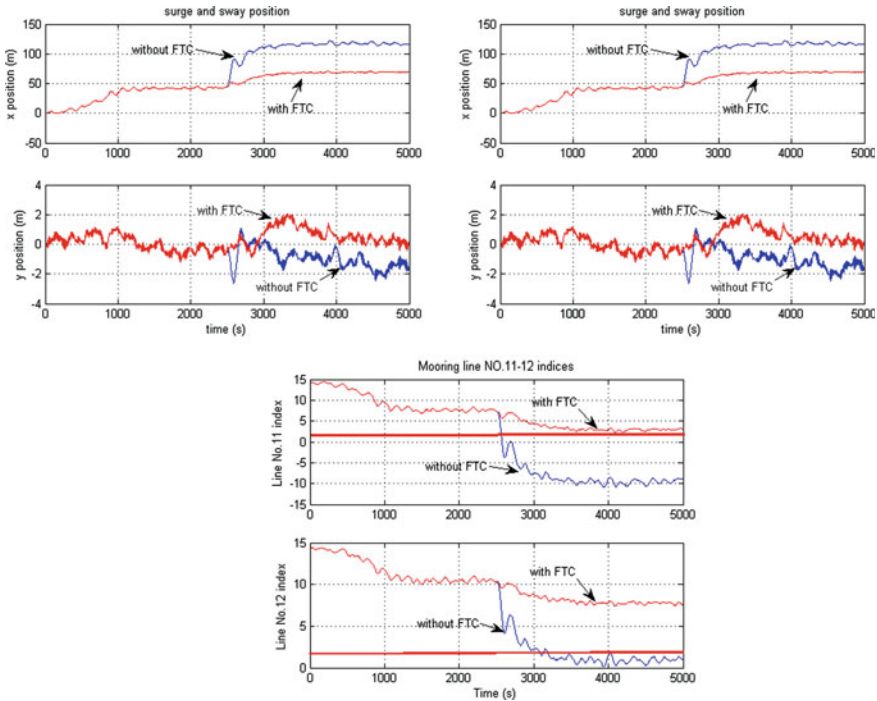 surge and sway position
150
100
50
0
-50
x position (m)
without FTC
with FTC
0 1000 2000 3000 4000 5000
4
2
0
-2
-4
y position (m)
with FTC
without FTC
0 1000 2000 3000 4000 5000
time (s)
surge and sway position
150
100
50
0
-50
x position (m)
without FTC
with FTC
0 1000 2000 3000 4000 5000
4
2
0
-2
-4
y position (m)
with FTC
without FTC
0 1000 2000 3000 4000 5000
time (s)
Mooring line NO.11-12 indices
15
10
5
0
-5
-10
-15
Line No.11 index
with FTC
without FTC
0 1000 2000 3000 4000 5000
15
10
5
0
Line No.12 index
with FTC
without FTC
0 1000 2000 3000 4000 5000
Time (s)